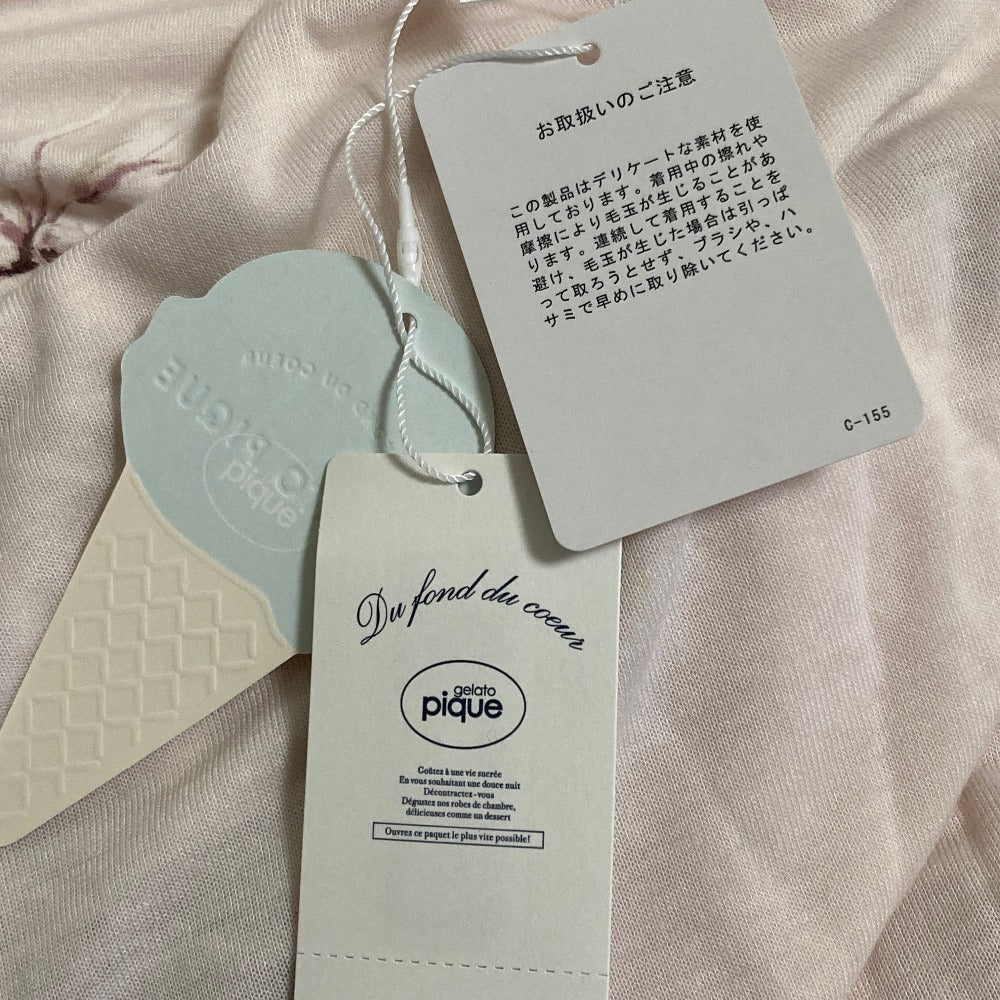 お取扱いのご注意
この製品はデリケートな素材を使
用しております。着用中の擦れや
摩擦により毛玉が生じることがあ
ります。連続して着用することを
避け、毛玉が生じた場合は引っぱ
って取ろうとせず、ブラシや、ハ
サミで早めに取り除いてください。
C-155
DU COEUR
PIQUE
pique
Du fond du coeur
gelato
pique
Goûtez à une vie sucrée
En vous souhaitant une douce nuit
Décontractez-vous
Dégustez nos robes de chambre,
délicieuses comme un dessert
Ouvrez ce paquet le plus vite possible!